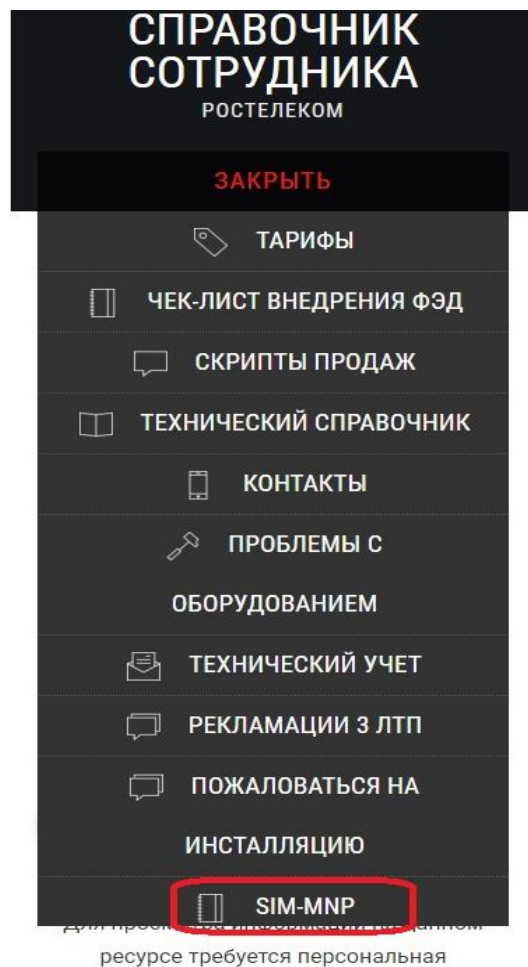 СПРАВОЧНИК
СОТРУДНИКА
РОСТЕЛЕКОМ
ЗАКРЫТЬ
ТАРИФЫ
ЧЕК-ЛИСТ ВНЕДРЕНИЯ ФЭД
СКРИПТЫ ПРОДАЖ
ТЕХНИЧЕСКИЙ СПРАВОЧНИК
КОНТАКТЫ
ПРОБЛЕМЫ С
ОБОРУДОВАНИЕМ
ТЕХНИЧЕСКИЙ УЧЕТ
РЕКЛАМАЦИИ 3 ЛТП
ПОЖАЛОВАТЬСЯ НА
ИНСТАЛЛЯЦИЮ
SIM-MNP
ресурсе требуется персональная